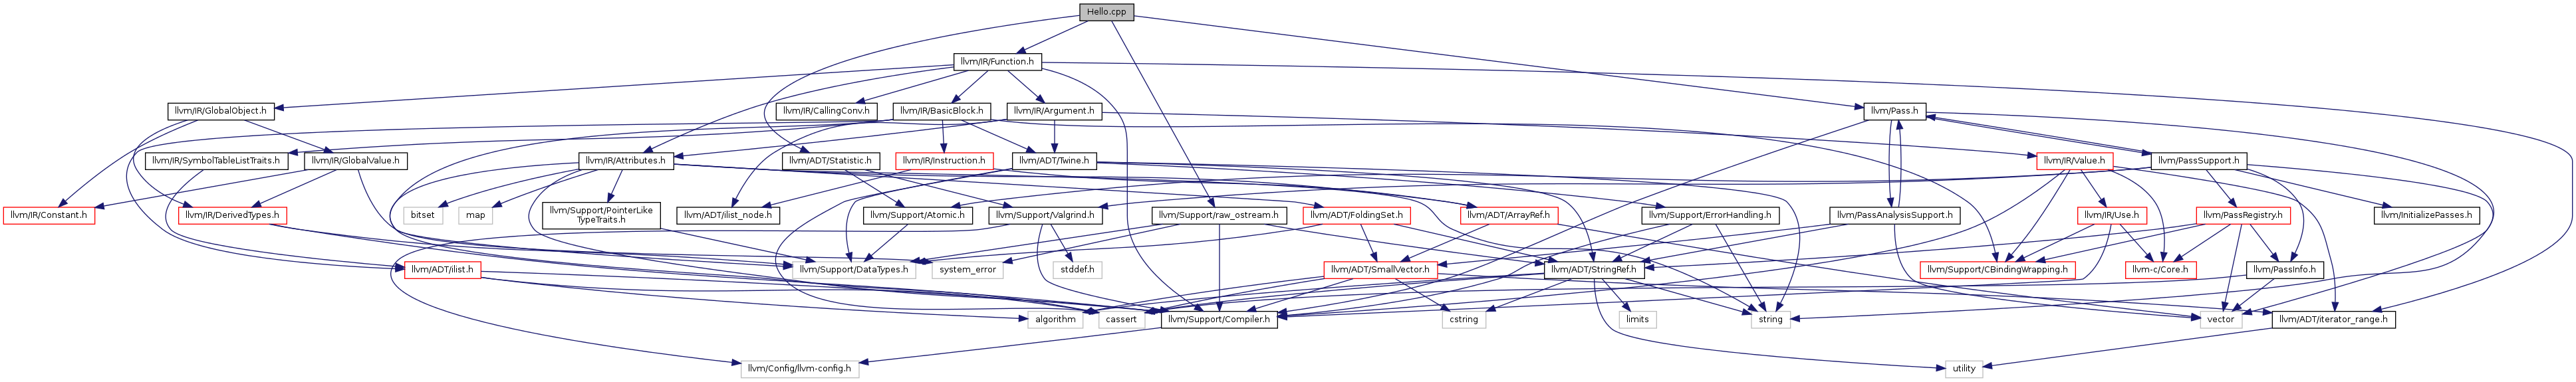 Hello.cpp
llvm/IR/Function.h
llvm/IR/GlobalObject.h
llvm/IR/CallingConv.h
llvm/IR/BasicBlock.h
llvm/IR/Argument.h
llvm/Pass.h
llvm/IR/SymbolTableListTraits.h
llvm/IR/GlobalValue.h
llvm/IR/Attributes.h
llvm/ADT/Statistic.h
llvm/IR/Instruction.h
llvm/ADT/Twine.h
llvm/IR/Value.h
llvm/PassSupport.h
llvm/IR/Constant.h
llvm/IR/DerivedTypes.h
bitset
map
llvm/Support/PointerLike
TypeTraits.h
llvm/ADT/ilist_node.h
llvm/Support/Atomic.h
llvm/Support/Valgrind.h
llvm/Support/raw_ostream.h
llvm/ADT/FoldingSet.h
llvm/ADT/ArrayRef.h
llvm/Support/ErrorHandling.h
llvm/PassAnalysisSupport.h
llvm/IR/Use.h
llvm/PassRegistry.h
llvm/InitializePasses.h
llvm/ADT/ilist.h
llvm/Support/DataTypes.h
system_error
stddef.h
llvm/ADT/SmallVector.h
llvm/ADT/StringRef.h
llvm/Support/CBindingWrapping.h
llvm-c/Core.h
llvm/PassInfo.h
algorithm
cassert
llvm/Support/Compiler.h
cstring
limits
string
vector
llvm/ADT/iterator_range.h
llvm/Config/llvm-config.h
utility